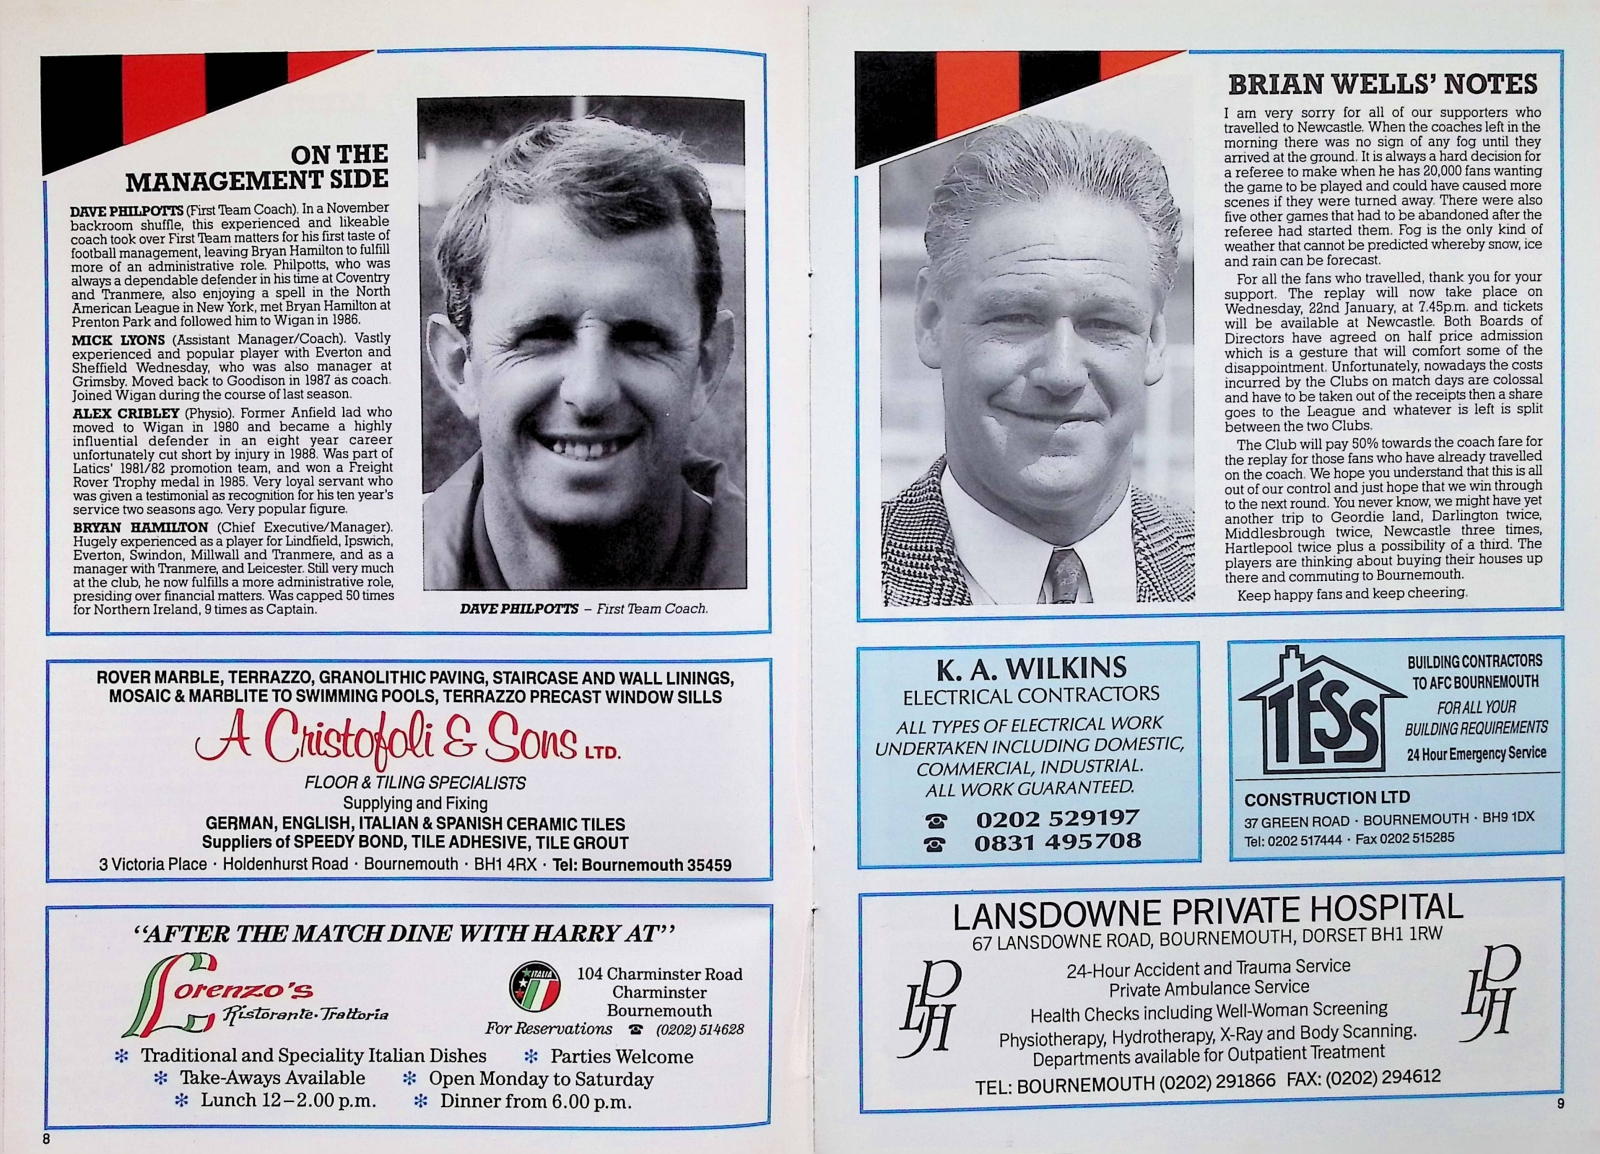 ON THE
MANAGEMENT SIDE
DAVE PHILPOTTS (First Team Coach). In a November
backroom shuffle, this experienced and likeable
coach took over First Team matters for his first taste of
football management, leaving Bryan Hamilton to fulfill
more of an administrative role. Philpotts, who was
always a dependable defender in his time at Coventry
and Tranmere, also enjoying a spell in the North
American League in New York, met Bryan Hamilton at
Prenton Park and followed him to Wigan in 1986.
MICK LYONS (Assistant Manager/Coach). Vastly
experienced and popular player with Everton and
Sheffield Wednesday, who was also manager at
Grimsby. Moved back to Goodison in 1987 as coach.
Joined Wigan during the course of last season.
ALEX CRIBLEY (Physio). Former Anfield lad who
moved to Wigan in 1980 and became a highly
influential defender in an eight year career
unfortunately cut short by injury in 1988. Was part of
Latics' 1981/82 promotion team, and won a Freight
Rover Trophy medal in 1985. Very loyal servant who
was given a testimonial as recognition for his ten year's
service two seasons ago. Very popular figure.
BRYAN HAMILTON (Chief Executive/Manager).
Hugely experienced as a player for Lindfield, Ipswich,
Everton, Swindon, Millwall and Tranmere, and as a
manager with Tranmere, and Leicester. Still very much
at the club, he now fulfills a more administrative role,
presiding over financial matters. Was capped 50 times
for Northern Ireland, 9 times as Captain.
DAVE PHILPOTTS – First Team Coach.
ROVER MARBLE, TERRAZZO, GRANOLITHIC PAVING, STAIRCASE AND WALL LININGS,
MOSAIC & MARBLITE TO SWIMMING POOLS, TERRAZZO PRECAST WINDOW SILLS
A Cristofoli & Sons LTD.
FLOOR & TILING SPECIALISTS
Supplying and Fixing
GERMAN, ENGLISH, ITALIAN & SPANISH CERAMIC TILES
Suppliers of SPEEDY BOND, TILE ADHESIVE, TILE GROUT
3 Victoria Place · Holdenhurst Road · Bournemouth · BH1 4RX · Tel: Bournemouth 35459
“AFTER THE MATCH DINE WITH HARRY AT”
Lorenzo's
Ristorante·Trattoria
ITALIA
104 Charminster Road
Charminster
Bournemouth
For Reservations ☎ (0202) 514628
✻ Traditional and Speciality Italian Dishes ✻ Parties Welcome
✻ Take-Aways Available ✻ Open Monday to Saturday
✻ Lunch 12–2.00 p.m. ✻ Dinner from 6.00 p.m.
8
BRIAN WELLS' NOTES
I am very sorry for all of our supporters who
travelled to Newcastle. When the coaches left in the
morning there was no sign of any fog until they
arrived at the ground. It is always a hard decision for
a referee to make when he has 20,000 fans wanting
the game to be played and could have caused more
scenes if they were turned away. There were also
five other games that had to be abandoned after the
referee had started them. Fog is the only kind of
weather that cannot be predicted whereby snow, ice
and rain can be forecast.
For all the fans who travelled, thank you for your
support. The replay will now take place on
Wednesday, 22nd January, at 7.45p.m. and tickets
will be available at Newcastle. Both Boards of
Directors have agreed on half price admission
which is a gesture that will comfort some of the
disappointment. Unfortunately, nowadays the costs
incurred by the Clubs on match days are colossal
and have to be taken out of the receipts then a share
goes to the League and whatever is left is split
between the two Clubs.
The Club will pay 50% towards the coach fare for
the replay for those fans who have already travelled
on the coach. We hope you understand that this is all
out of our control and just hope that we win through
to the next round. You never know, we might have yet
another trip to Geordie land, Darlington twice,
Middlesbrough twice, Newcastle three times,
Hartlepool twice plus a possibility of a third. The
players are thinking about buying their houses up
there and commuting to Bournemouth.
Keep happy fans and keep cheering.
K. A. WILKINS
ELECTRICAL CONTRACTORS
ALL TYPES OF ELECTRICAL WORK
UNDERTAKEN INCLUDING DOMESTIC,
COMMERCIAL, INDUSTRIAL.
ALL WORK GUARANTEED.
☎ 0202 529197
☎ 0831 495708
TESS
BUILDING CONTRACTORS
TO AFC BOURNEMOUTH
FOR ALL YOUR
BUILDING REQUIREMENTS
24 Hour Emergency Service
CONSTRUCTION LTD
37 GREEN ROAD · BOURNEMOUTH · BH9 1DX
Tel: 0202 517444 · Fax 0202 515285
LANSDOWNE PRIVATE HOSPITAL
67 LANSDOWNE ROAD, BOURNEMOUTH, DORSET BH1 1RW
LPH
24-Hour Accident and Trauma Service
Private Ambulance Service
Health Checks including Well-Woman Screening
Physiotherapy, Hydrotherapy, X-Ray and Body Scanning.
Departments available for Outpatient Treatment
TEL: BOURNEMOUTH (0202) 291866 FAX: (0202) 294612
LPH
9